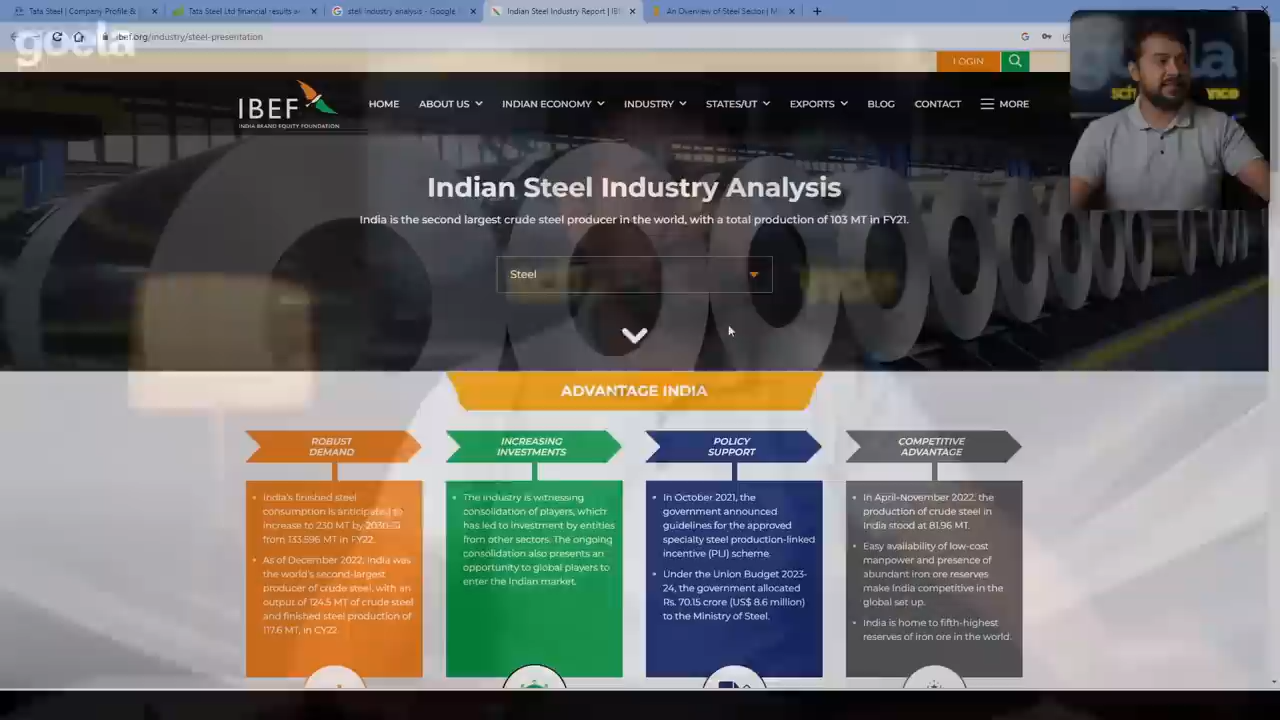 Tata Steel | Company Profile &
Tata Steel Ltd financial results a
steel industry analysis - Google
Indian Steel Industry Report | IBE
An Overview of Steel Sector | M
goela
ibef.org/industry/steel-presentation
LOGIN
IBEF
INDIA BRAND EQUITY FOUNDATION
HOME
ABOUT US
INDIAN ECONOMY
INDUSTRY
STATES/UT
EXPORTS
BLOG
CONTACT
MORE
Indian Steel Industry Analysis
India is the second largest crude steel producer in the world, with a total production of 103 MT in FY21.
Steel
ADVANTAGE INDIA
ROBUST
DEMAND
India's finished steel
consumption is anticipated to
increase to 230 MT by 2030-31
from 133.596 MT in FY22.
As of December 2022, India was
the world's second-largest
producer of crude steel, with an
output of 124.5 MT of crude steel
and finished steel production of
117.6 MT, in CY22.
INCREASING
INVESTMENTS
The industry is witnessing
consolidation of players, which
has led to investment by entities
from other sectors. The ongoing
consolidation also presents an
opportunity to global players to
enter the Indian market.
POLICY
SUPPORT
In October 2021, the
government announced
guidelines for the approved
specialty steel production-linked
incentive (PLI) scheme.
Under the Union Budget 2023-
24, the government allocated
Rs. 70.15 crore (US$ 8.6 million)
to the Ministry of Steel.
COMPETITIVE
ADVANTAGE
In April-November 2022, the
production of crude steel in
India stood at 81.96 MT.
Easy availability of low-cost
manpower and presence of
abundant iron ore reserves
make India competitive in the
global set up.
India is home to fifth-highest
reserves of iron ore in the world.